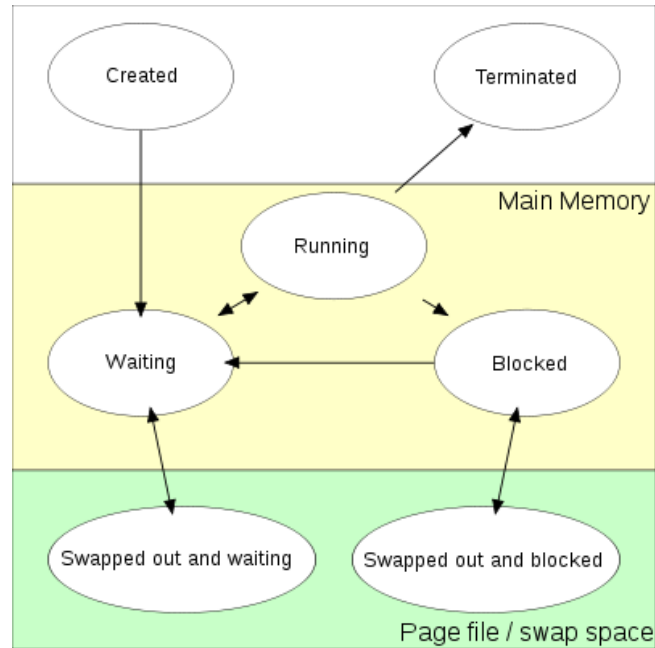 Created
Terminated
Main Memory
Running
Waiting
Blocked
Swapped out and waiting
Swapped out and blocked
Page file / swap space